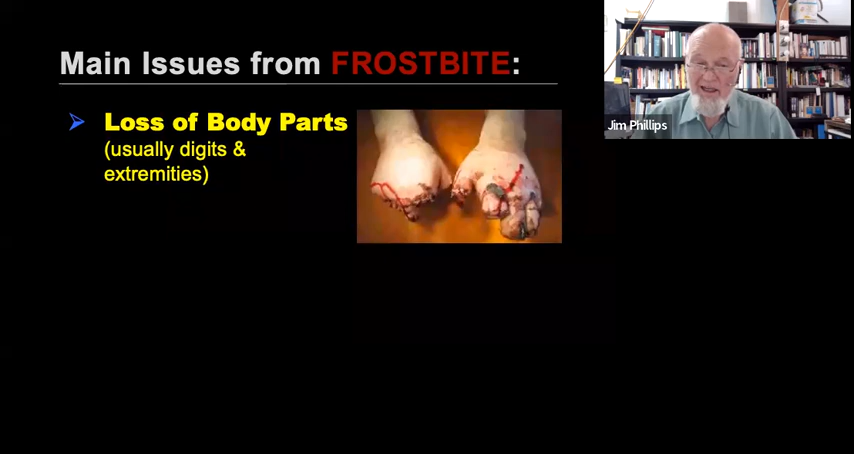 Main Issues from FROSTBITE:
Loss of Body Parts
(usually digits &
extremities)
Jim Phillips